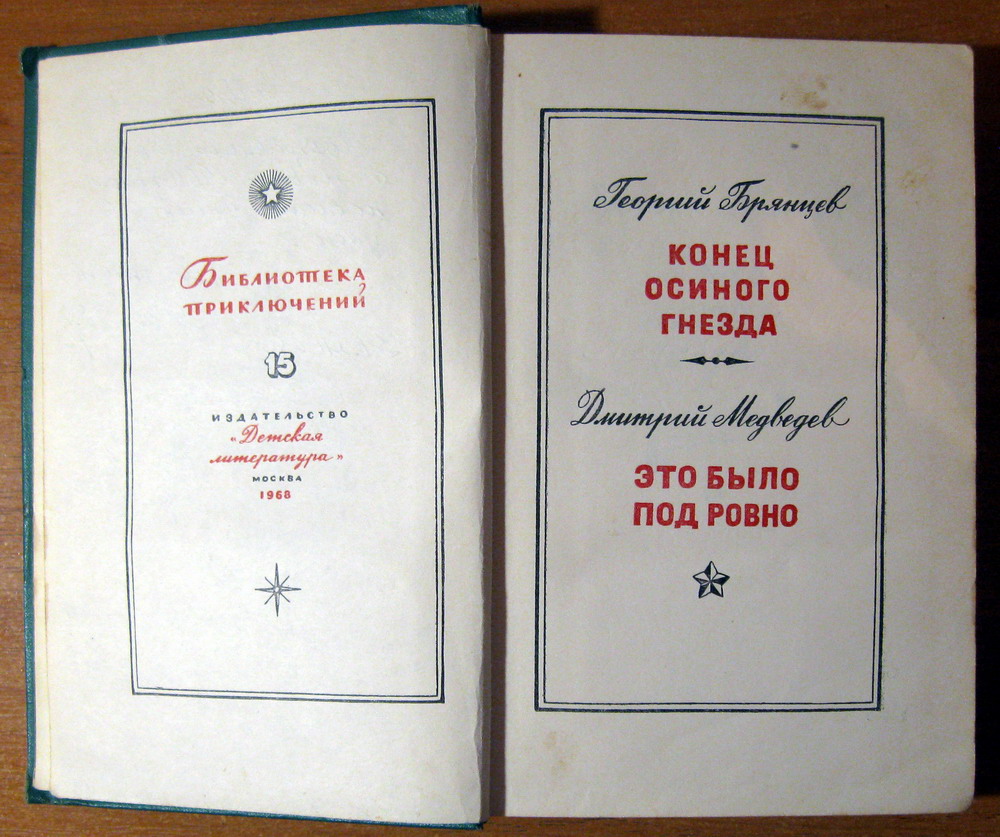 Библиотека
приключений
15
ИЗДАТЕЛЬСТВО
«Детская
литература»
МОСКВА
1968
Георгий Брянцев
КОНЕЦ
ОСИНОГО
ГНЕЗДА
Дмитрий Медведев
ЭТО БЫЛО
ПОД РОВНО